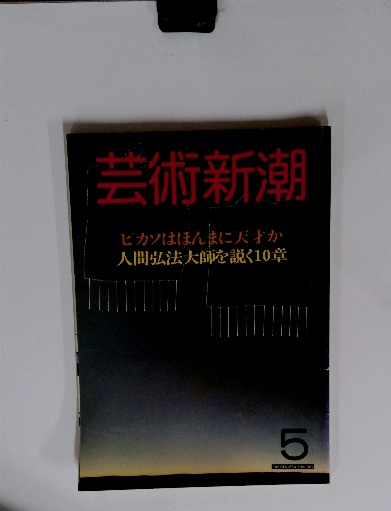 芸術新潮
ピカソはほんまに天才か
人間弘法大師を説く10章
5